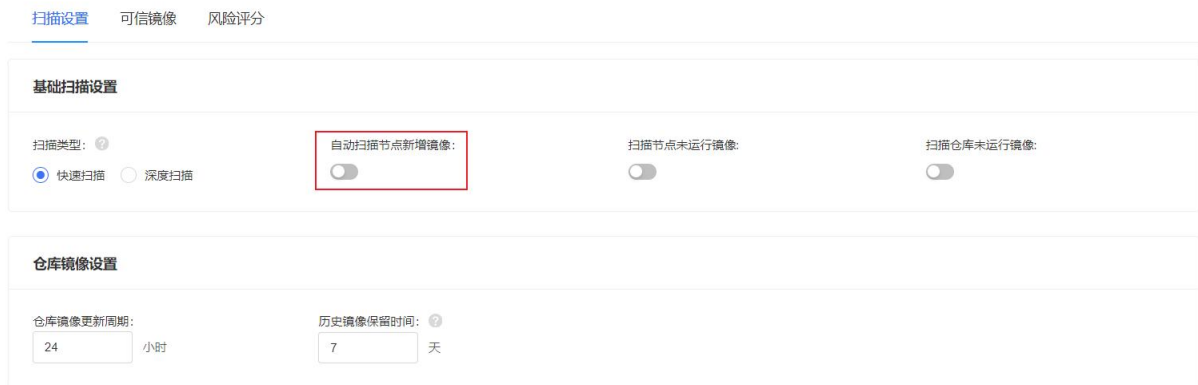 扫描设置 可信镜像 风险评分
基础扫描设置
扫描类型: 自动扫描节点新增镜像: 扫描节点未运行镜像: 扫描仓库未运行镜像:
快速扫描 深度扫描
仓库镜像设置
仓库镜像更新周期: 历史镜像保留时间:
24 小时 7 天